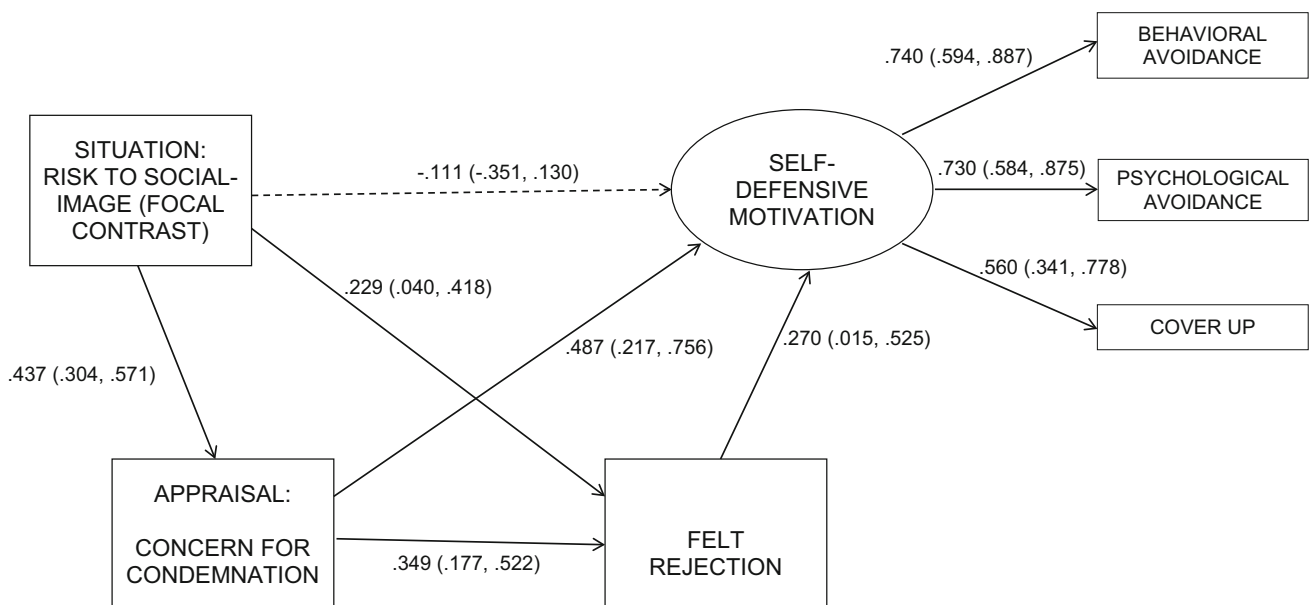 BEHAVIORAL
AVOIDANCE
.740 (.594, .887)
SITUATION:
RISK TO SOCIAL-
IMAGE (FOCAL
CONTRAST)
-.111 (-.351, .130)
SELF-
DEFENSIVE
MOTIVATION
.730 (.584, .875)
PSYCHOLOGICAL
AVOIDANCE
.560 (.341, .778)
COVER UP
.229 (.040, .418)
.487 (.217, .756)
.270 (.015, .525)
.437 (.304, .571)
APPRAISAL:
CONCERN FOR
CONDEMNATION
.349 (.177, .522)
FELT
REJECTION